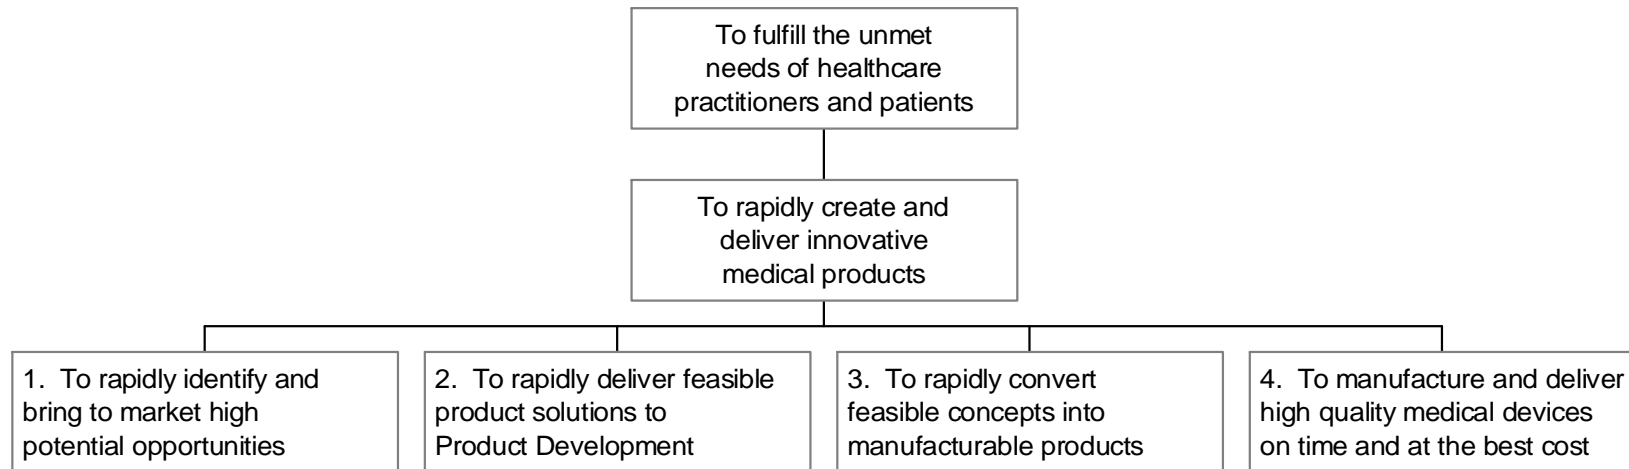 To fulfill the unmet
needs of healthcare
practitioners and patients
To rapidly create and
deliver innovative
medical products
1. To rapidly identify and
bring to market high
potential opportunities
2. To rapidly deliver feasible
product solutions to
Product Development
3. To rapidly convert
feasible concepts into
manufacturable products
4. To manufacture and deliver
high quality medical devices
on time and at the best cost